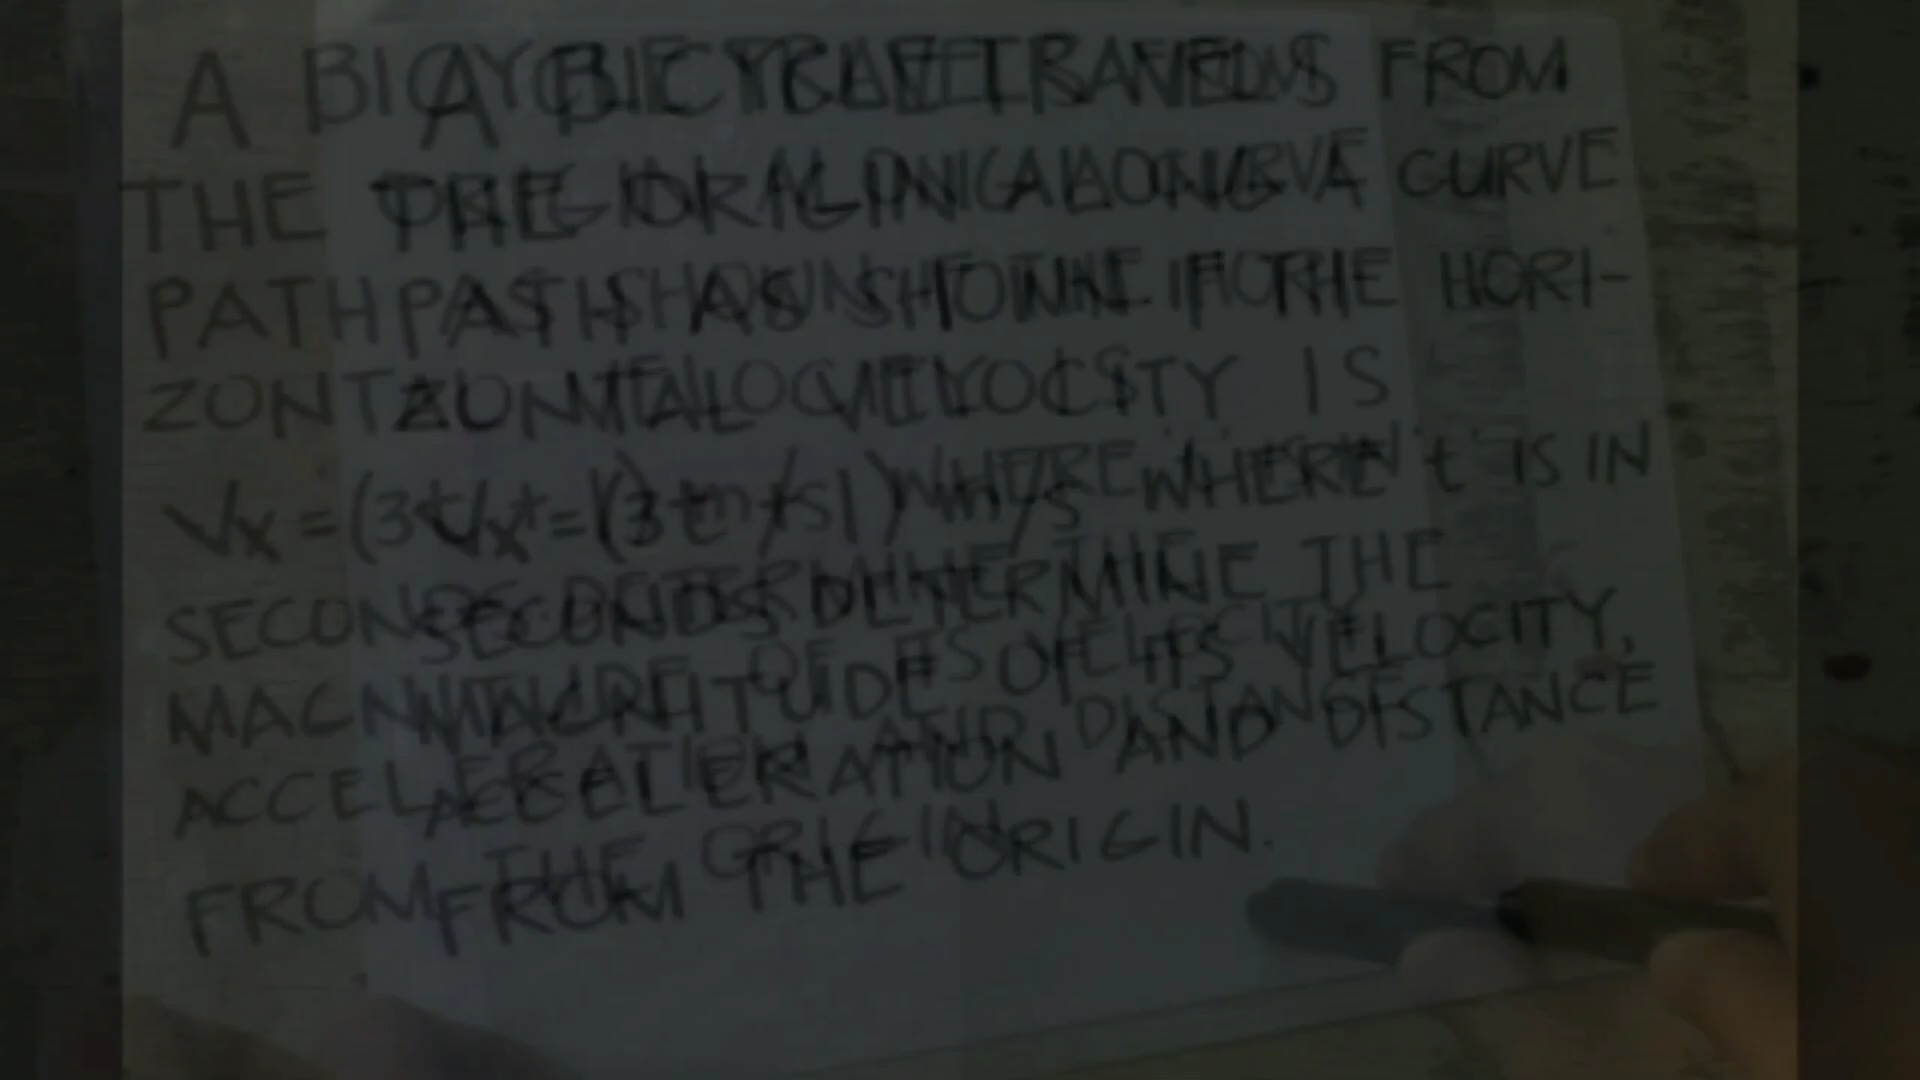 A BICYCLE TRAVELS FROM
THE ORIGIN ALONG A CURVE
PATH AS SHOWN IF THE HORI-
ZONTAL VELOCITY IS
Vx = (3t + 1) m/s WHERE 't' IS IN
SECONDS DETERMINE THE
MAGNITUDE OF ITS VELOCITY,
ACCELERATION AND DISTANCE
FROM THE ORIGIN.